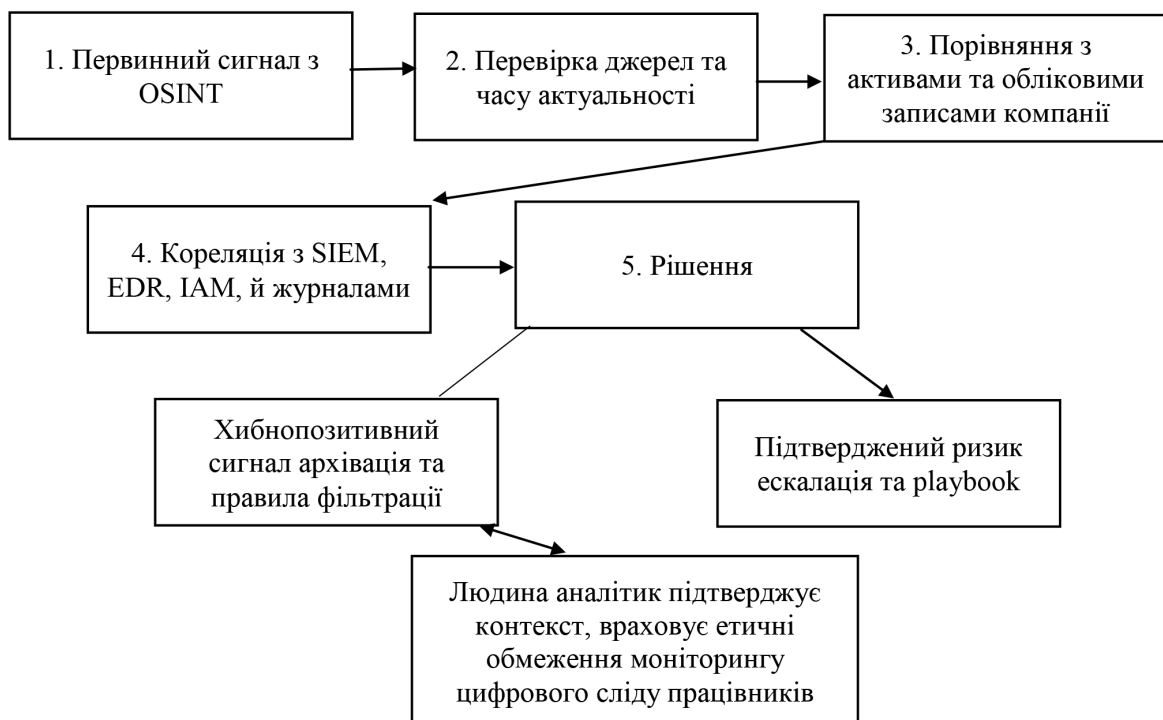 1. Первинний сигнал з
OSINT
2. Перевірка джерел та
часу актуальності
3. Порівняння з
активами та обліковими
записами компанії
4. Кореляція з SIEM,
EDR, IAM, й журналами
5. Рішення
Хибнопозитивний
сигнал архівація та
правила фільтрації
Підтверджений ризик
ескалація та playbook
Людина аналітик підтверджує
контекст, враховує етичні
обмеження моніторингу
цифрового сліду працівників